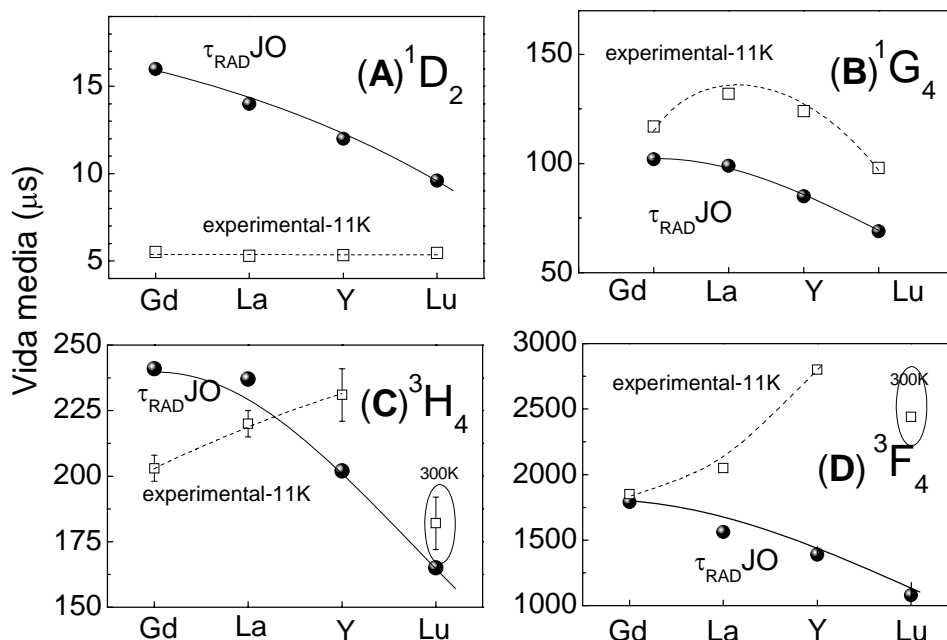 Vida media (μs)
τRADJO
(A)1D2
experimental-11K
15
10
5
Gd La Y Lu
experimental-11K
(B)1G4
τRADJO
150
100
50
Gd La Y Lu
250
225
200
175
150
τRADJO
(C)3H4
experimental-11K
300K
Gd La Y Lu
3000
2500
2000
1500
1000
experimental-11K
300K
(D) 3F4
τRADJO
Gd La Y Lu